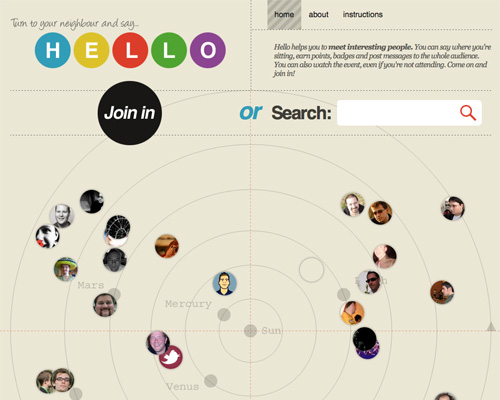 home about instructions
Turn to your neighbour and say...
HELLO
Hello helps you to meet interesting people. You can say where you're
sitting, earn points, badges and post messages to the whole audience.
You can also watch the event, even if you're not attending. Come on and
join in!
Join in or Search:
Mars
Mercury
Sun
Venus